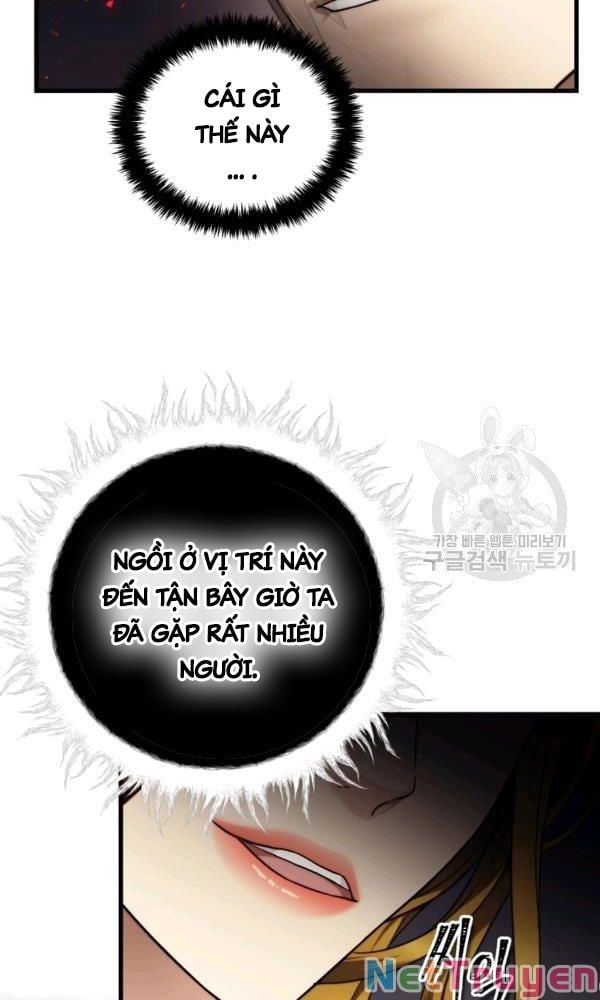 CÁI GÌ
THẾ NÀY
... .
가장 빠른 웹툰 미리보기
구글검색 뉴토끼
NGỒI Ở VỊ TRÍ NÀY
ĐẾN TẬN BÂY GIỜ TA
ĐÃ GẶP RẤT NHIỀU
NGƯỜI.
NetTruyen